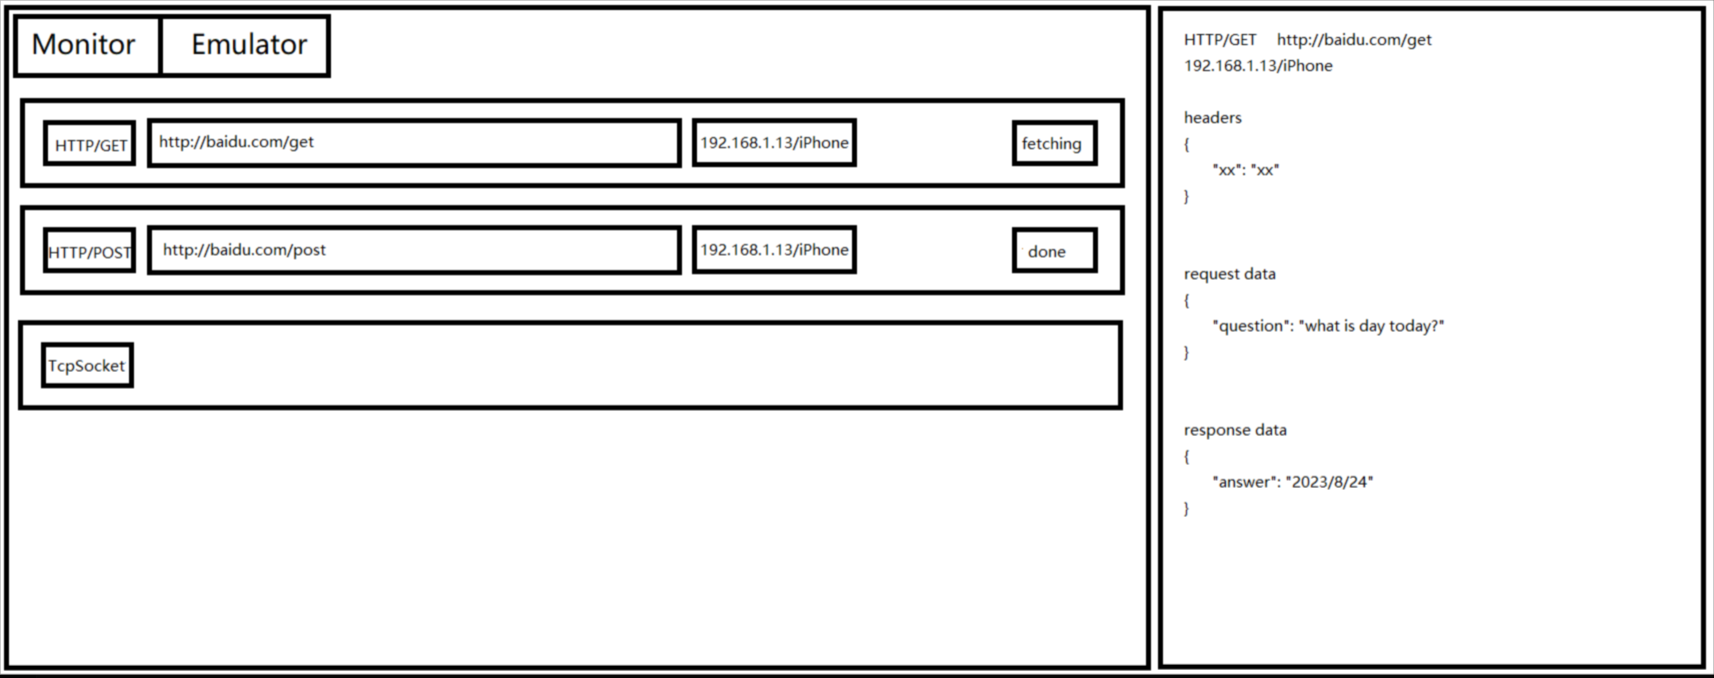 Monitor Emulator
HTTP/GET http://baidu.com/get 192.168.1.13/iPhone fetching
HTTP/POST http://baidu.com/post 192.168.1.13/iPhone done
TcpSocket
HTTP/GET http://baidu.com/get
192.168.1.13/iPhone
headers
{
"xx": "xx"
}
request data
{
"question": "what is day today?"
}
response data
{
"answer": "2023/8/24"
}